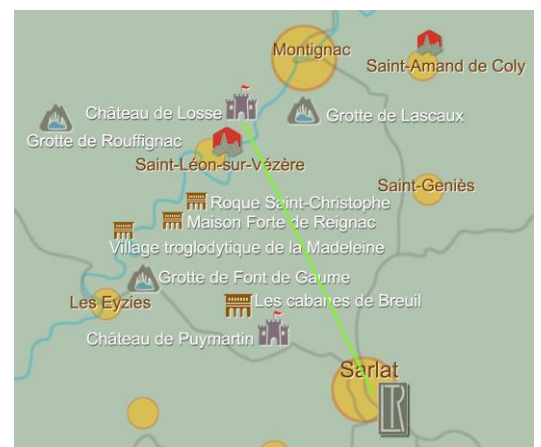 Montignac
Saint-Amand de Coly
Château de Losse
Grotte de Lascaux
Grotte de Rouffignac
Saint-Léon-sur-Vézère
Saint-Geniès
Roque Saint-Christophe
Maison Forte de Reignac
Village troglodytique de la Madeleine
Grotte de Font de Gaume
Les Eyzies
Les cabanes de Breuil
Château de Puymartin
Sarlat